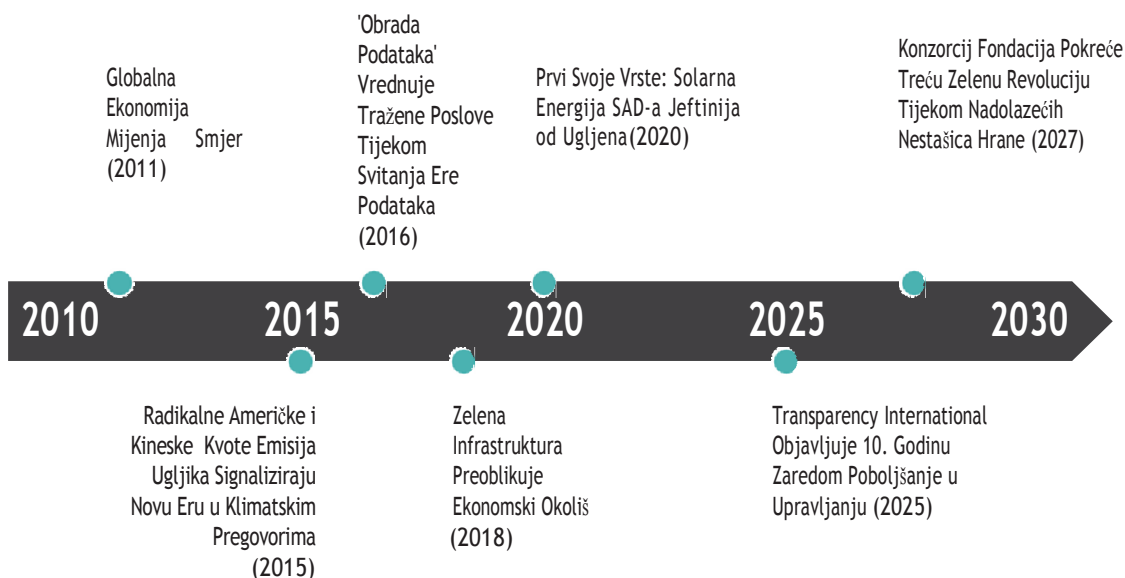 Globalna
Ekonomija
Mijenja Smjer
(2011)
'Obrada
Podataka'
Vrednuje
Tražene Poslove
Tijekom
Svitanja Ere
Podataka
(2016)
Prvi Svoje Vrste: Solarna
Energija SAD-a Jeftinija
od Ugljena(2020)
Konzorcij Fondacija Pokreće
Treću Zelenu Revoluciju
Tijekom Nadolazećih
Nestašica Hrane (2027)
2010 2015 2020 2025 2030
Radikalne Američke i
Kineske Kvote Emisija
Ugljika Signaliziraju
Novu Eru u Klimatskim
Pregovorima
(2015)
Zelena
Infrastruktura
Preoblikuje
Ekonomski Okoliš
(2018)
Transparency International
Objavljuje 10. Godinu
Zaredom Poboljšanje u
Upravljanju (2025)